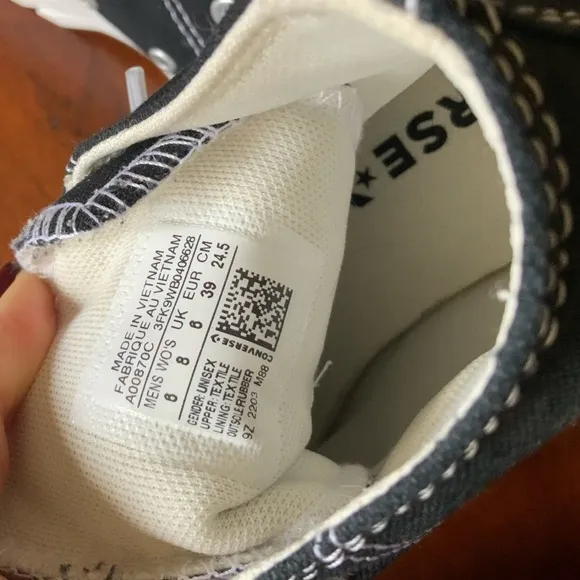 MADE IN VIETNAM
FABRIQUE AU VIETNAM
A00870C 3FK9WB0406628
MENS WO'S UK EUR CM
6 8 6 39 24.5
GENDER: UNISEX
UPPER: TEXTILE
LINING: TEXTILE
OUTSOLE: RUBBER
9Z 2203 M88
CONVERSE
ERSE